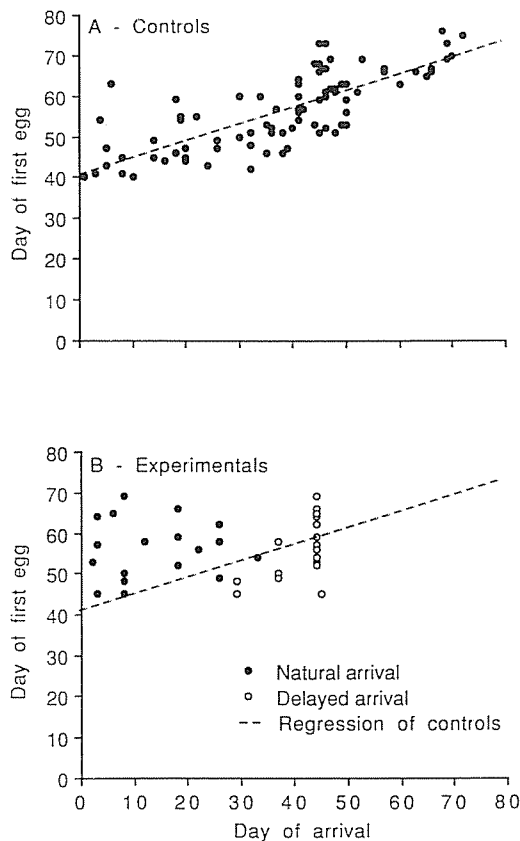 A - Controls
80
70
60
50
40
30
20
10
0
Day of first egg
B - Experimentals
80
70
60
50
40
30
20
10
0
Day of first egg
Natural arrival
Delayed arrival
Regression of controls
0 10 20 30 40 50 60 70 80
Day of arrival